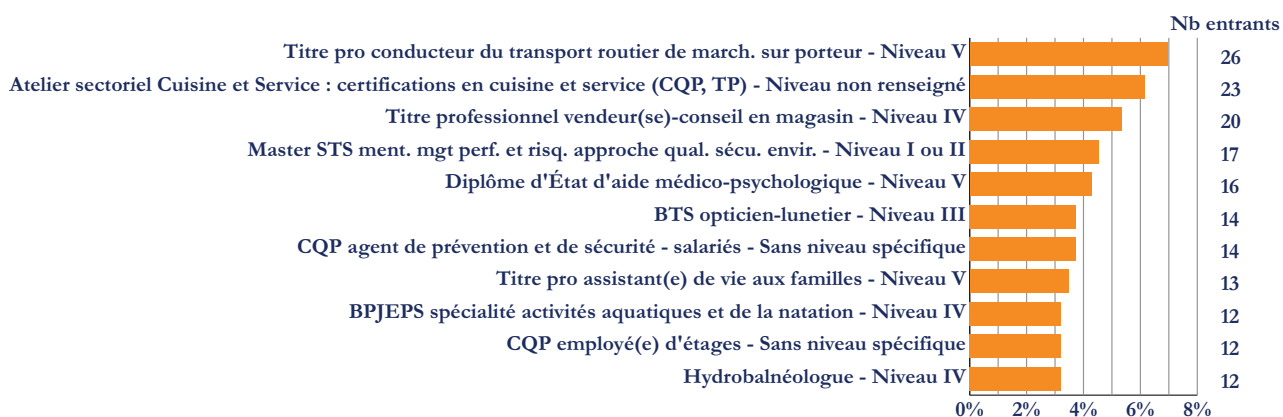 Nb entrants
Titre pro conducteur du transport routier de march. sur porteur - Niveau V 26
Atelier sectoriel Cuisine et Service : certifications en cuisine et service (CQP, TP) - Niveau non renseigné 23
Titre professionnel vendeur(se)-conseil en magasin - Niveau IV 20
Master STS ment. mgt perf. et risq. approche qual. sécu. envir. - Niveau I ou II 17
Diplôme d'État d'aide médico-psychologique - Niveau V 16
BTS opticien-lunetier - Niveau III 14
CQP agent de prévention et de sécurité - salariés - Sans niveau spécifique 14
Titre pro assistant(e) de vie aux familles - Niveau V 13
BPJEPS spécialité activités aquatiques et de la natation - Niveau IV 12
CQP employé(e) d'étages - Sans niveau spécifique 12
Hydrobalnéologue - Niveau IV 12
0% 2% 4% 6% 8%